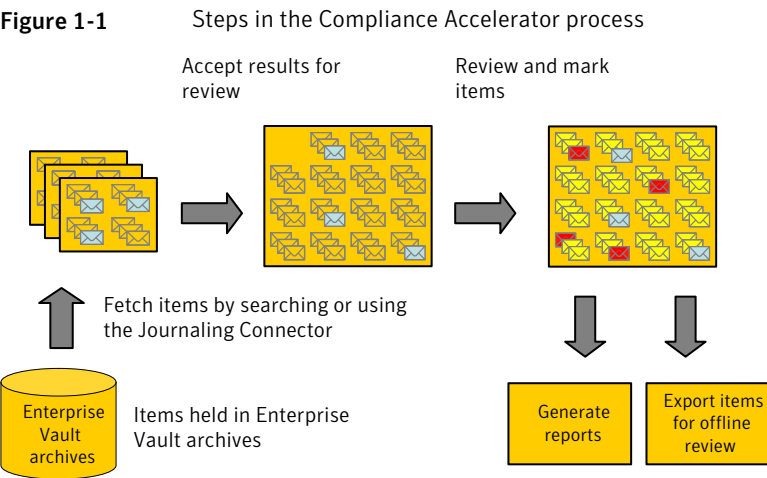 Figure 1-1 Steps in the Compliance Accelerator process
Accept results for
review
Review and mark
items
Fetch items by searching or using
the Journaling Connector
Enterprise
Vault
archives
Items held in Enterprise
Vault archives
Generate
reports
Export items
for offline
review